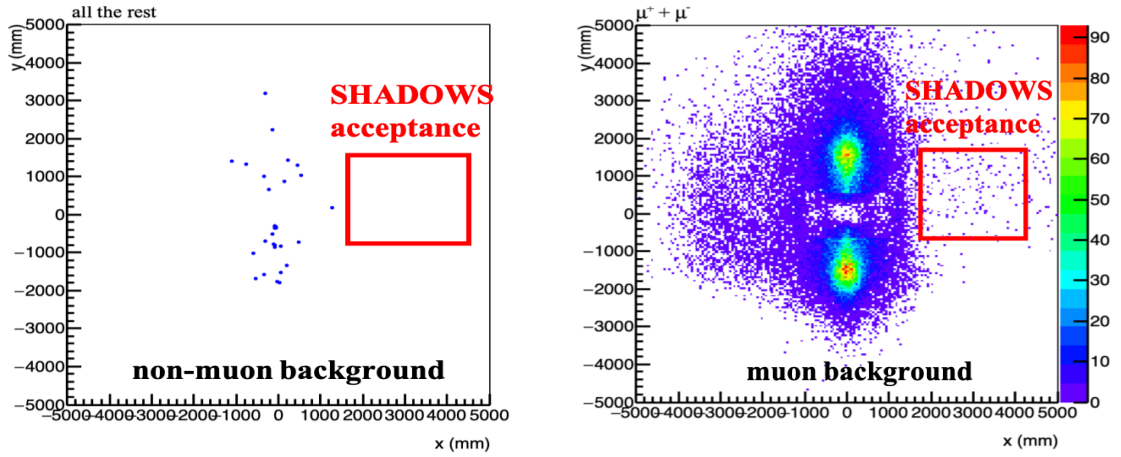 all the rest
y (mm)
5000
4000
3000
2000
1000
0
−1000
−2000
−3000
−4000
−5000
SHADOWS
acceptance
non-muon background
−5000−4000−3000−2000−1000 0 1000 2000 3000 4000 5000
x (mm)
μ⁺ + μ⁻
y (mm)
5000
4000
3000
2000
1000
0
−1000
−2000
−3000
−4000
−5000
SHADOWS
acceptance
muon background
−5000−4000−3000−2000−1000 0 1000 2000 3000 4000 5000
x (mm)
90
80
70
60
50
40
30
20
10
0